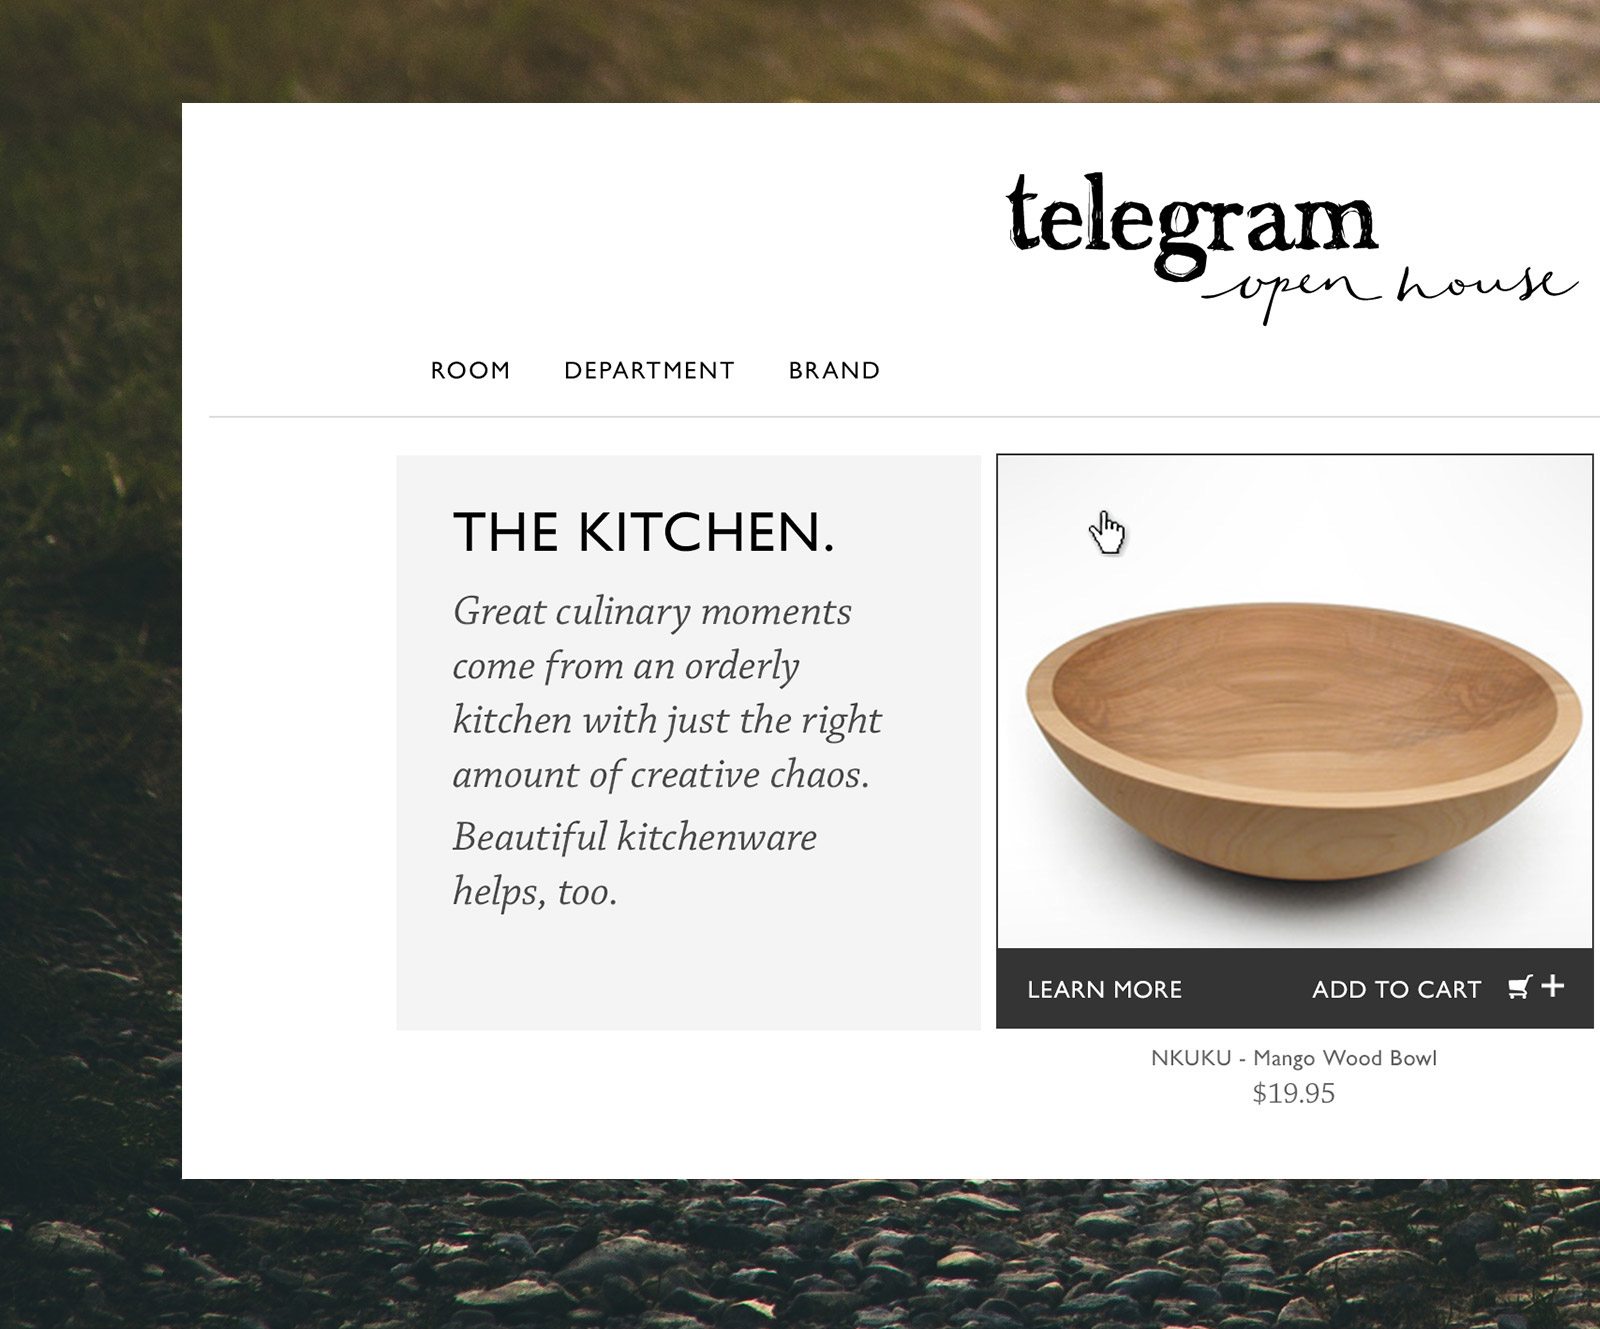 telegram
open house
ROOM DEPARTMENT BRAND
THE KITCHEN.
Great culinary moments
come from an orderly
kitchen with just the right
amount of creative chaos.
Beautiful kitchenware
helps, too.
LEARN MORE ADD TO CART
NKUKU - Mango Wood Bowl
$19.95